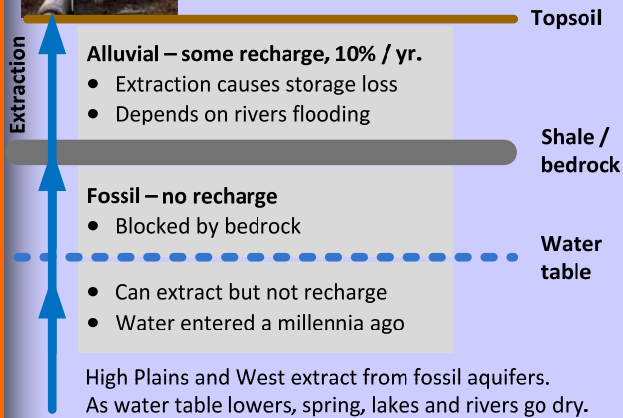 Topsoil
Extraction
Alluvial – some recharge, 10% / yr.
• Extraction causes storage loss
• Depends on rivers flooding
Shale /
bedrock
Fossil – no recharge
• Blocked by bedrock
Water
table
• Can extract but not recharge
• Water entered a millennia ago
High Plains and West extract from fossil aquifers.
As water table lowers, spring, lakes and rivers go dry.